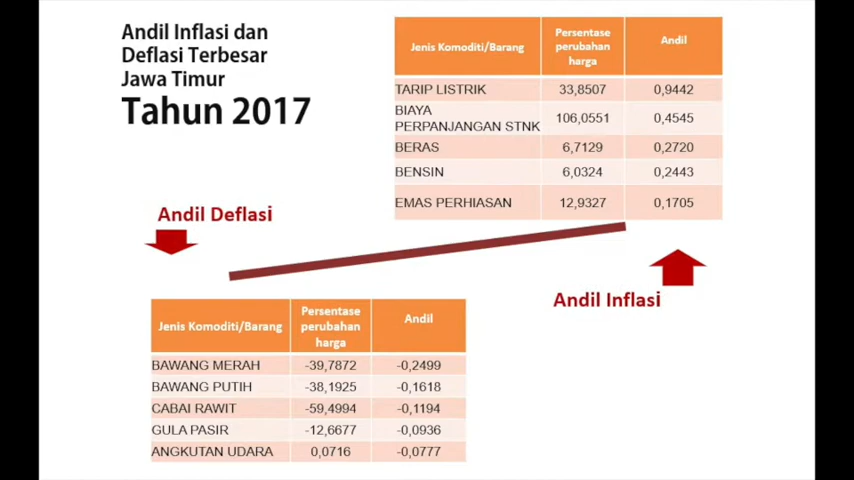 Andil Inflasi dan
Deflasi Terbesar
Jawa Timur
Tahun 2017
Jenis Komoditi/Barang Persentase perubahan harga Andil
TARIP LISTRIK 33,8507 0,9442
BIAYA PERPANJANGAN STNK 106,0551 0,4545
BERAS 6,7129 0,2720
BENSIN 6,0324 0,2443
EMAS PERHIASAN 12,9327 0,1705
Andil Deflasi
Andil Inflasi
Jenis Komoditi/Barang Persentase perubahan harga Andil
BAWANG MERAH -39,7872 -0,2499
BAWANG PUTIH -38,1925 -0,1618
CABAI RAWIT -59,4994 -0,1194
GULA PASIR -12,6677 -0,0936
ANGKUTAN UDARA 0,0716 -0,0777